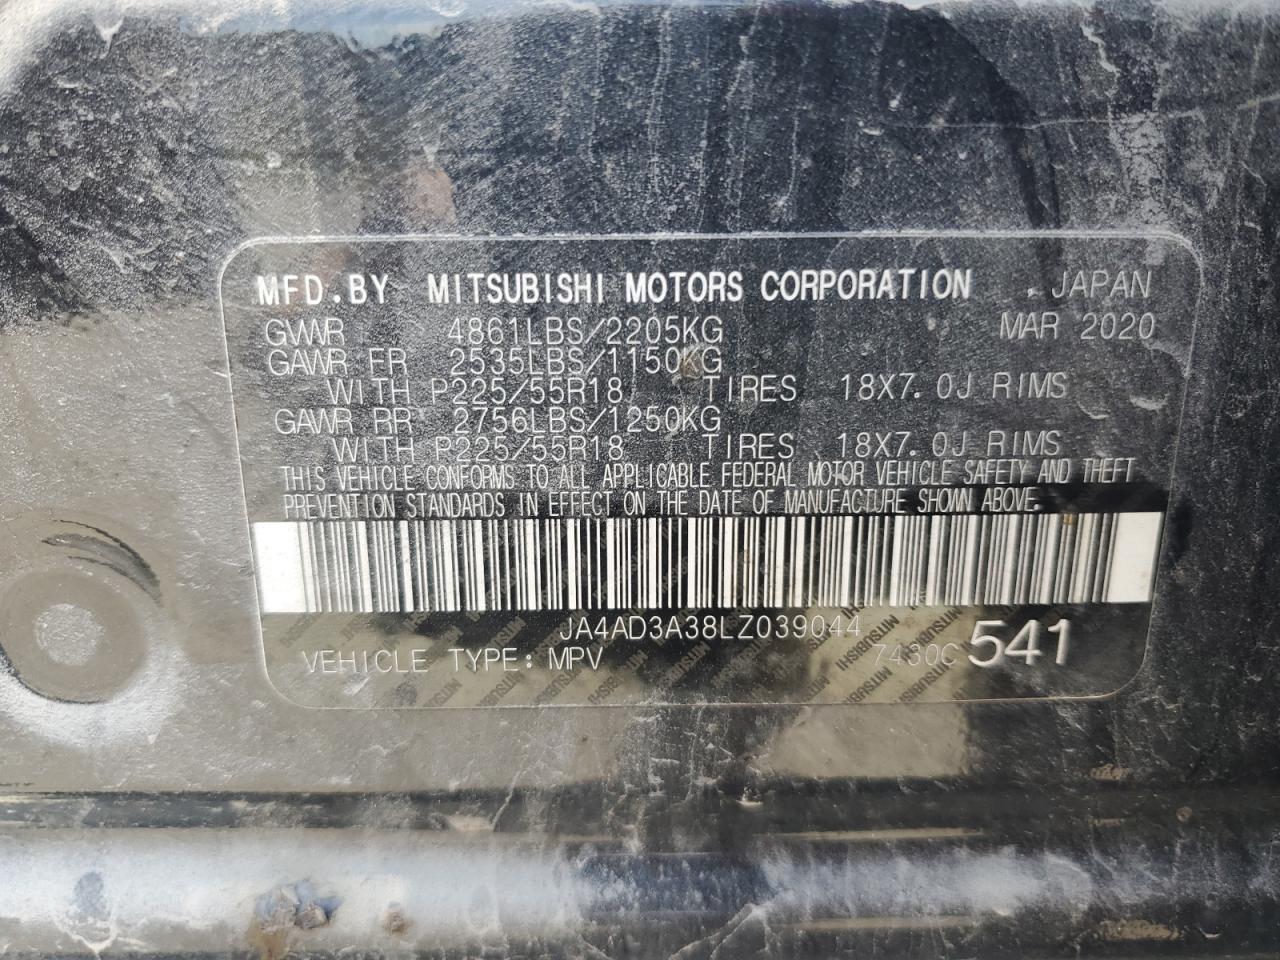 MFD.BY MITSUBISHI MOTORS CORPORATION . JAPAN
GVWR 4861LBS/2205KG MAR 2020
GAWR FR 2535LBS/1150KG
WITH P225/55R18 TIRES 18X7.0J RIMS
GAWR RR 2756LBS/1250KG
WITH P225/55R18 TIRES 18X7.0J RIMS
THIS VEHICLE CONFORMS TO ALL APPLICABLE FEDERAL MOTOR VEHICLE SAFETY AND THEFT
PREVENTION STANDARDS IN EFFECT ON THE DATE OF MANUFACTURE SHOWN ABOVE.
JA4AD3A38LZ039044
VEHICLE TYPE: MPV 7430C 541